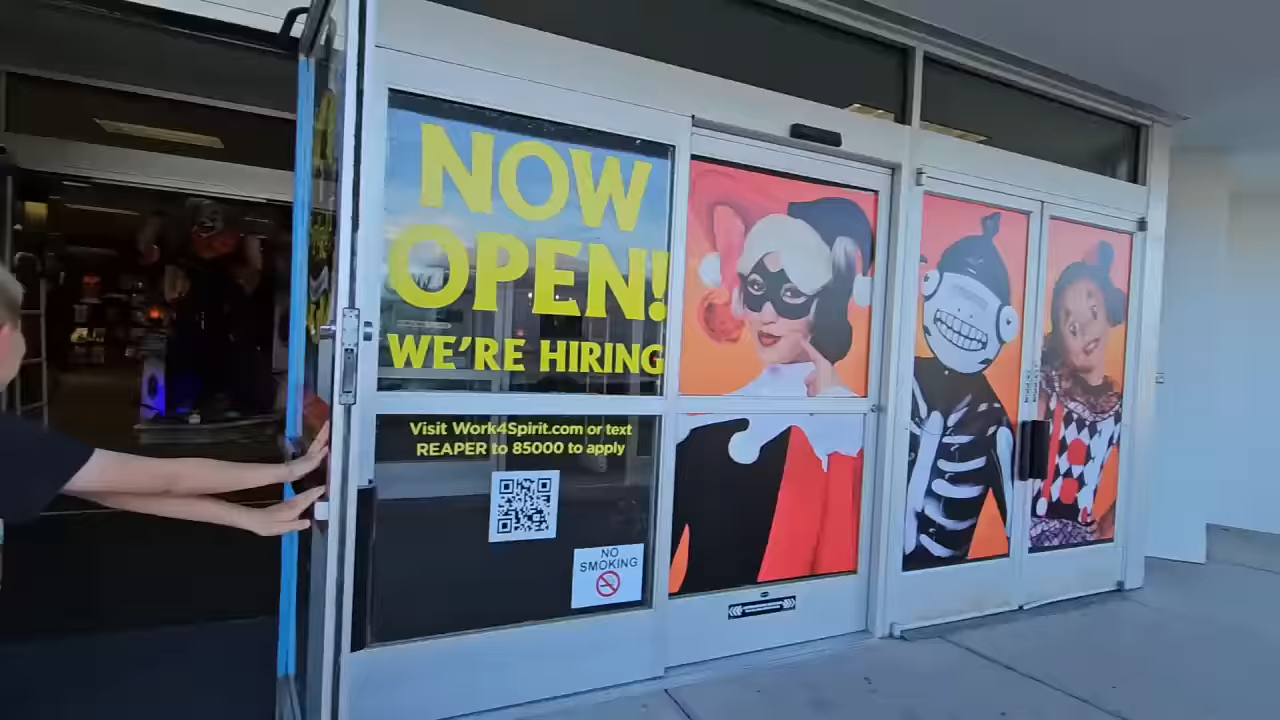 NOW
OPEN!
WE'RE HIRING
Visit Work4Spirit.com or text
REAPER to 85000 to apply
NO
SMOKING